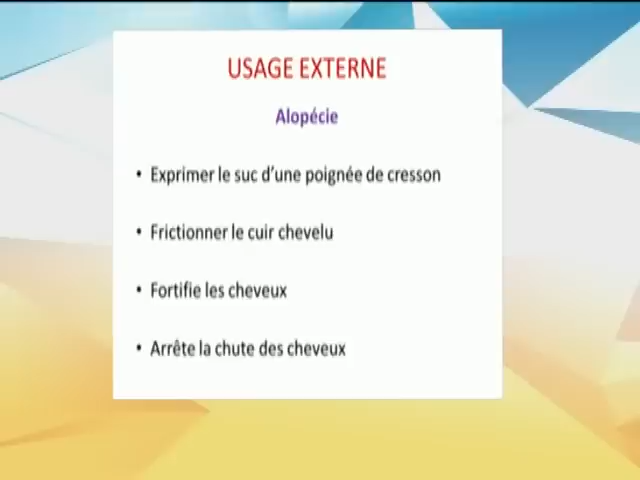 USAGE EXTERNE
Alopécie
• Exprimer le suc d'une poignée de cresson
• Frictionner le cuir chevelu
• Fortifie les cheveux
• Arrête la chute des cheveux